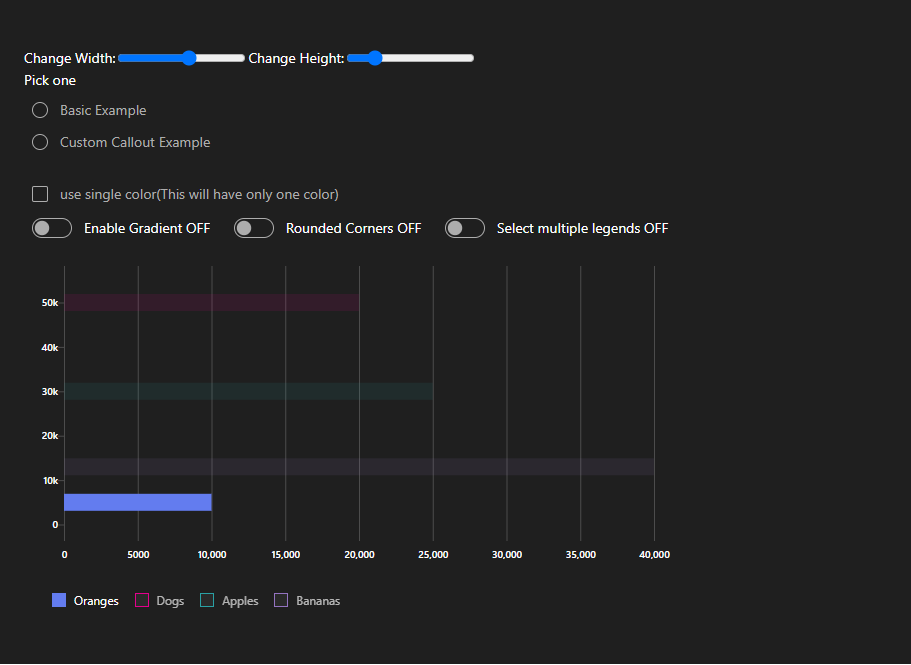 Change Width: Change Height:
Pick one
Basic Example
Custom Callout Example
use single color(This will have only one color)
Enable Gradient OFF Rounded Corners OFF Select multiple legends OFF
50k
40k
30k
20k
10k
0
0 5000 10,000 15,000 20,000 25,000 30,000 35,000 40,000
Oranges Dogs Apples Bananas